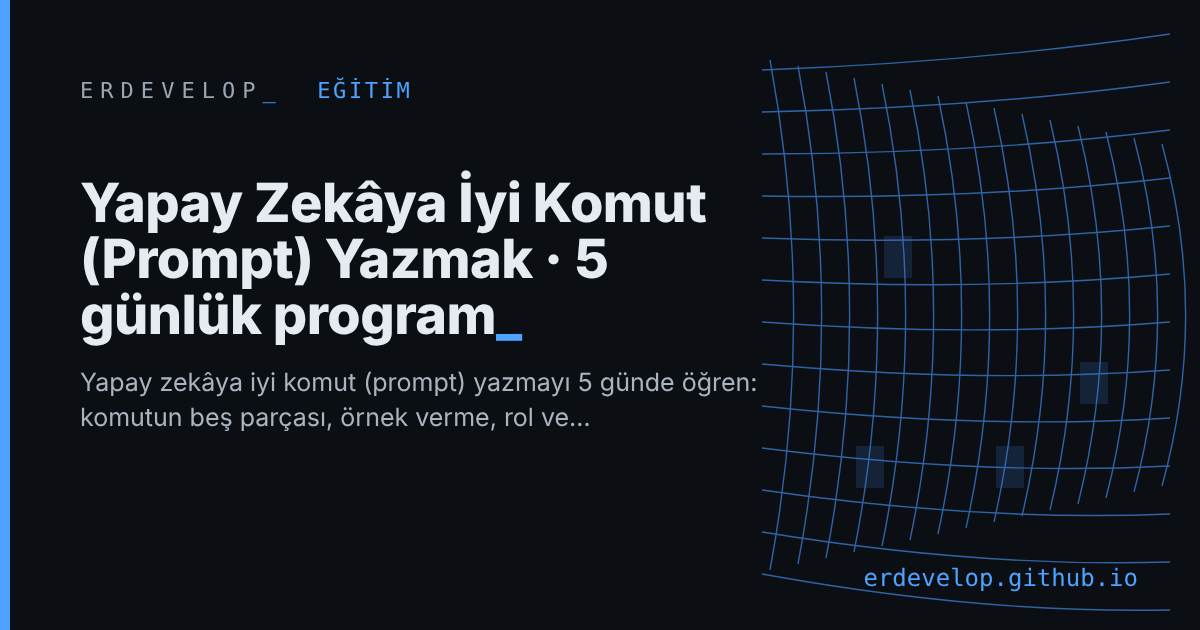 ERDEVELOP_ EĞİTİM
Yapay Zekâya İyi Komut
(Prompt) Yazmak · 5
günlük program_
Yapay zekâya iyi komut (prompt) yazmayı 5 günde öğren:
komutun beş parçası, örnek verme, rol ve...
erdevelop.github.io